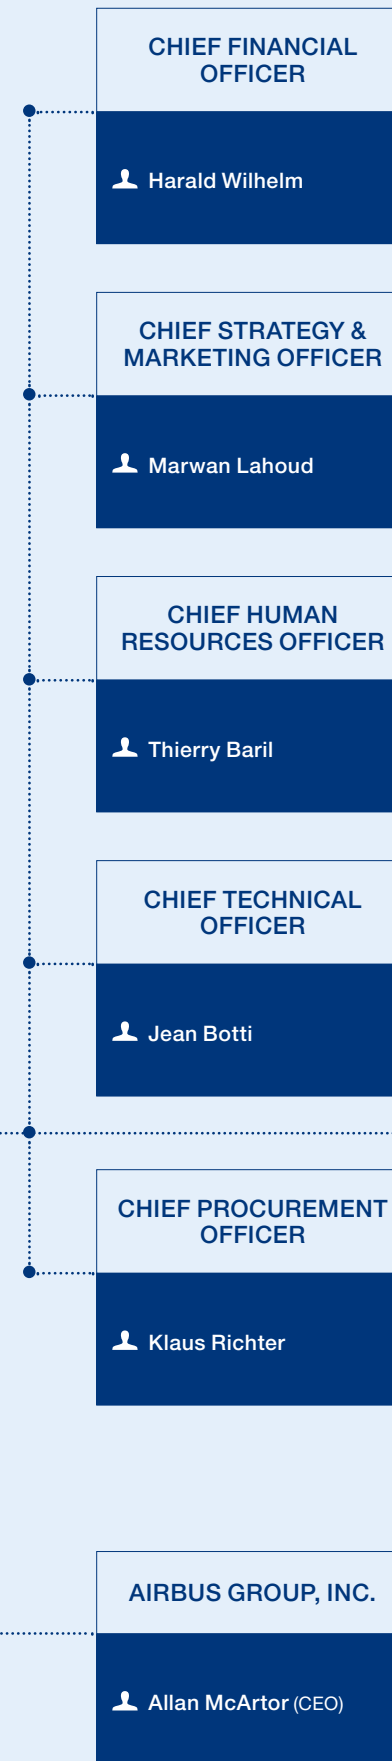 CHIEF FINANCIAL
OFFICER
Harald Wilhelm
CHIEF STRATEGY &
MARKETING OFFICER
Marwan Lahoud
CHIEF HUMAN
RESOURCES OFFICER
Thierry Baril
CHIEF TECHNICAL
OFFICER
Jean Botti
CHIEF PROCUREMENT
OFFICER
Klaus Richter
AIRBUS GROUP, INC.
Allan McArtor (CEO)